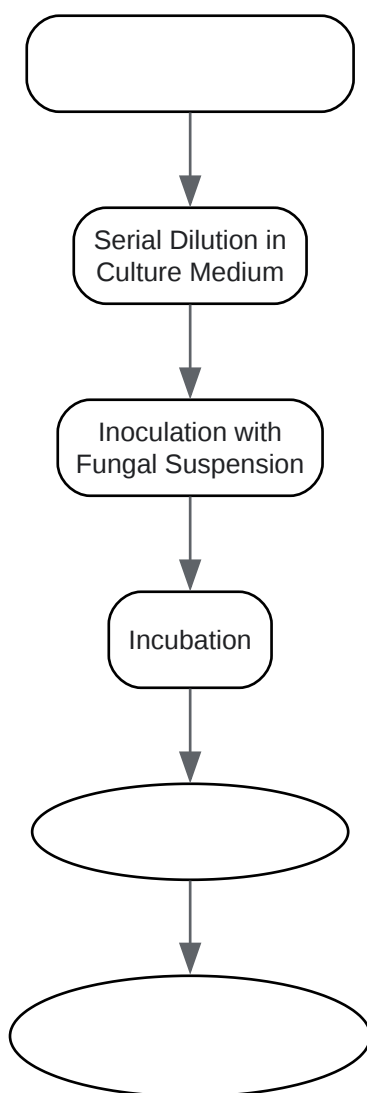 Serial Dilution in
Culture Medium
Inoculation with
Fungal Suspension
Incubation